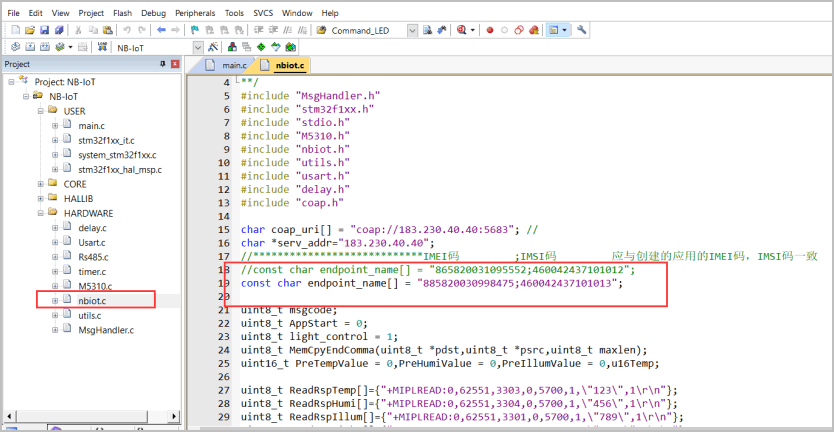 File Edit View Project Flash Debug Peripherals Tools SVCS Window Help
Command_LED
NB-IoT
Project
Project: NB-IoT
NB-IoT
USER
main.c
stm32f1xx_it.c
system_stm32f1xx.c
stm32f1xx_hal_msp.c
CORE
HALLIB
HARDWARE
delay.c
Usart.c
Rs485.c
timer.c
M5310.c
nbiot.c
utils.c
MsgHandler.c
main.c nbiot.c
4 **/
5 #include "MsgHandler.h"
6 #include "stm32f1xx.h"
7 #include "stdio.h"
8 #include "M5310.h"
9 #include "nbiot.h"
10 #include "utils.h"
11 #include "usart.h"
12 #include "delay.h"
13 #include "coap.h"
14
15 char coap_uri[] = "coap://183.230.40.40:5683"; //
16 char *serv_addr="183.230.40.40";
17 //****************************IMEI码 ;IMSI码 应与创建的应用的IMEI码，IMSI码一致
18 //const char endpoint_name[] = "865820031095552;460042437101012";
19 const char endpoint_name[] = "885820030998475;460042437101013";
20
21 uint8_t msgcode;
22 uint8_t AppStart = 0;
23 uint8_t light_control = 1;
24 uint8_t MemCpyEndComma(uint8_t *pdst,uint8_t *psrc,uint8_t maxlen);
25 uint16_t PreTempValue = 0,PreHumiValue = 0,PreIllumValue = 0,u16Temp;
26
27 uint8_t ReadRspTemp[]={"+MIPLREAD:0,62551,3303,0,5700,1,\"123\",1\r\n"};
28 uint8_t ReadRspHumi[]={"+MIPLREAD:0,62551,3304,0,5700,1,\"456\",1\r\n"};
29 uint8_t ReadRspIllum[]={"+MIPLREAD:0,62551,3301,0,5700,1,\"789\",1\r\n"};